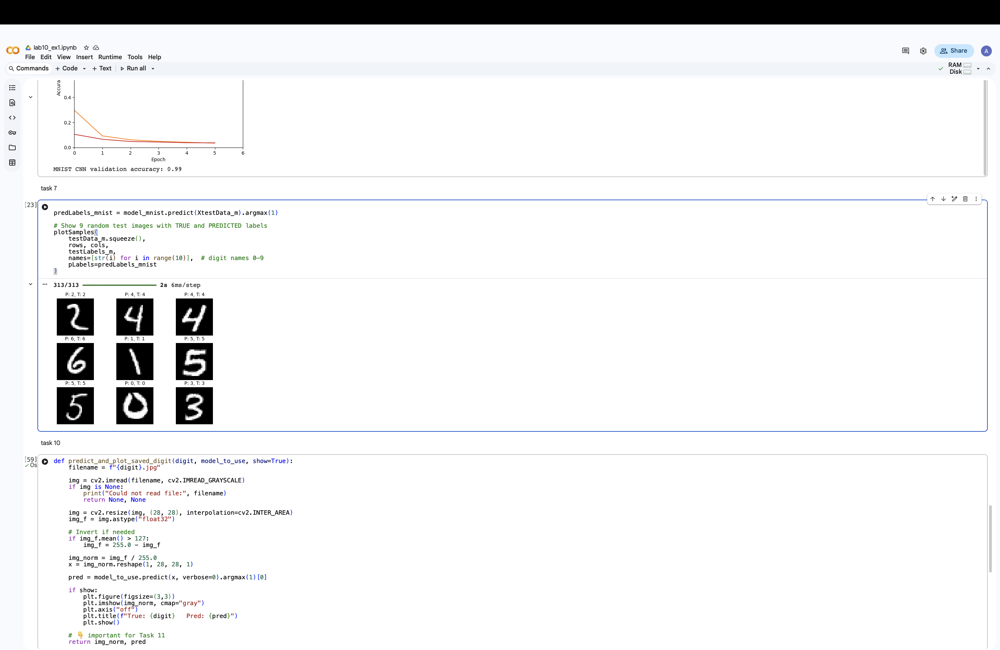 lab10_ex1.ipynb
File Edit View Insert Runtime Tools Help
Share
A
Commands + Code + Text Run all
RAM
Disk
Accura
0.4
0.2
0.0
0 1 2 3 4 5 6
Epoch
MNIST CNN validation accuracy: 0.99
task 7
[23]
predLabels_mnist = model_mnist.predict(XtestData_m).argmax(1)
# Show 9 random test images with TRUE and PREDICTED labels
plotSamples(
    testData_m.squeeze(),
    rows, cols,
    testLabels_m,
    names=[str(i) for i in range(10)],  # digit names 0–9
    pLabels=predLabels_mnist
)
313/313 2s 6ms/step
P: 2, T: 2 P: 4, T: 4 P: 4, T: 4
2 4 4
P: 6, T: 6 P: 1, T: 1 P: 5, T: 5
6 1 5
P: 5, T: 5 P: 0, T: 0 P: 3, T: 3
5 0 3
task 10
[59]
0s
def predict_and_plot_saved_digit(digit, model_to_use, show=True):
    filename = f"{digit}.jpg"
    img = cv2.imread(filename, cv2.IMREAD_GRAYSCALE)
    if img is None:
        print("Could not read file:", filename)
        return None, None
    img = cv2.resize(img, (28, 28), interpolation=cv2.INTER_AREA)
    img_f = img.astype("float32")
    # Invert if needed
    if img_f.mean() > 127:
        img_f = 255.0 – img_f
    img_norm = img_f / 255.0
    x = img_norm.reshape(1, 28, 28, 1)
    pred = model_to_use.predict(x, verbose=0).argmax(1)[0]
    if show:
        plt.figure(figsize=(3,3))
        plt.imshow(img_norm, cmap="gray")
        plt.axis("off")
        plt.title(f"True: {digit}   Pred: {pred}")
        plt.show()
    # 👇 important for Task 11
    return img_norm, pred